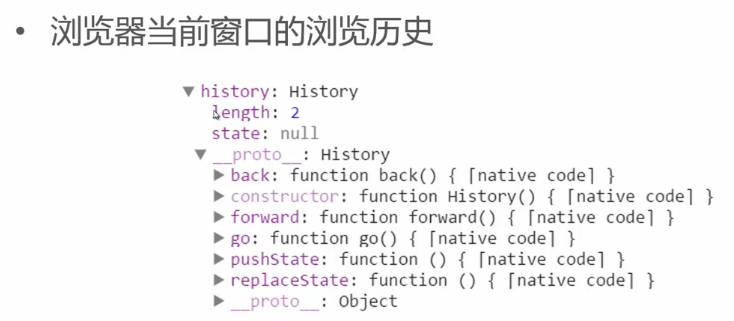 • 浏览器当前窗口的浏览历史
▼ history: History
length: 2
state: null
▼ __proto__: History
▶ back: function back() { [native code] }
▶ constructor: function History() { [native code] }
▶ forward: function forward() { [native code] }
▶ go: function go() { [native code] }
▶ pushState: function () { [native code] }
▶ replaceState: function () { [native code] }
▶ __proto__: Object